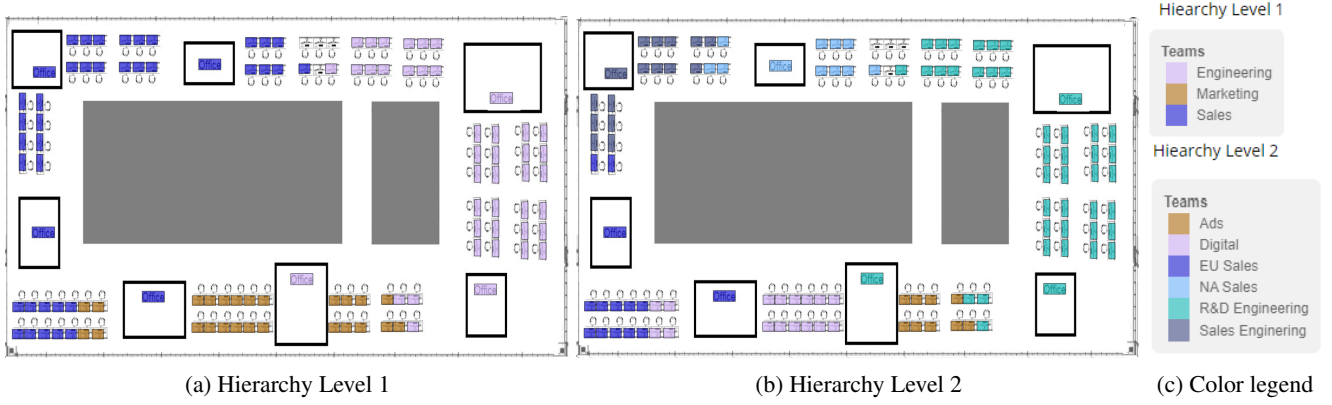 Office
Office
Office
Office
Office
Office
Office
Office
Office
Office
Office
Office
Office
Office
Hiearchy Level 1
Teams
Engineering
Marketing
Sales
Hiearchy Level 2
Teams
Ads
Digital
EU Sales
NA Sales
R&D Engineering
Sales Enginering
(a) Hierarchy Level 1
(b) Hierarchy Level 2
(c) Color legend